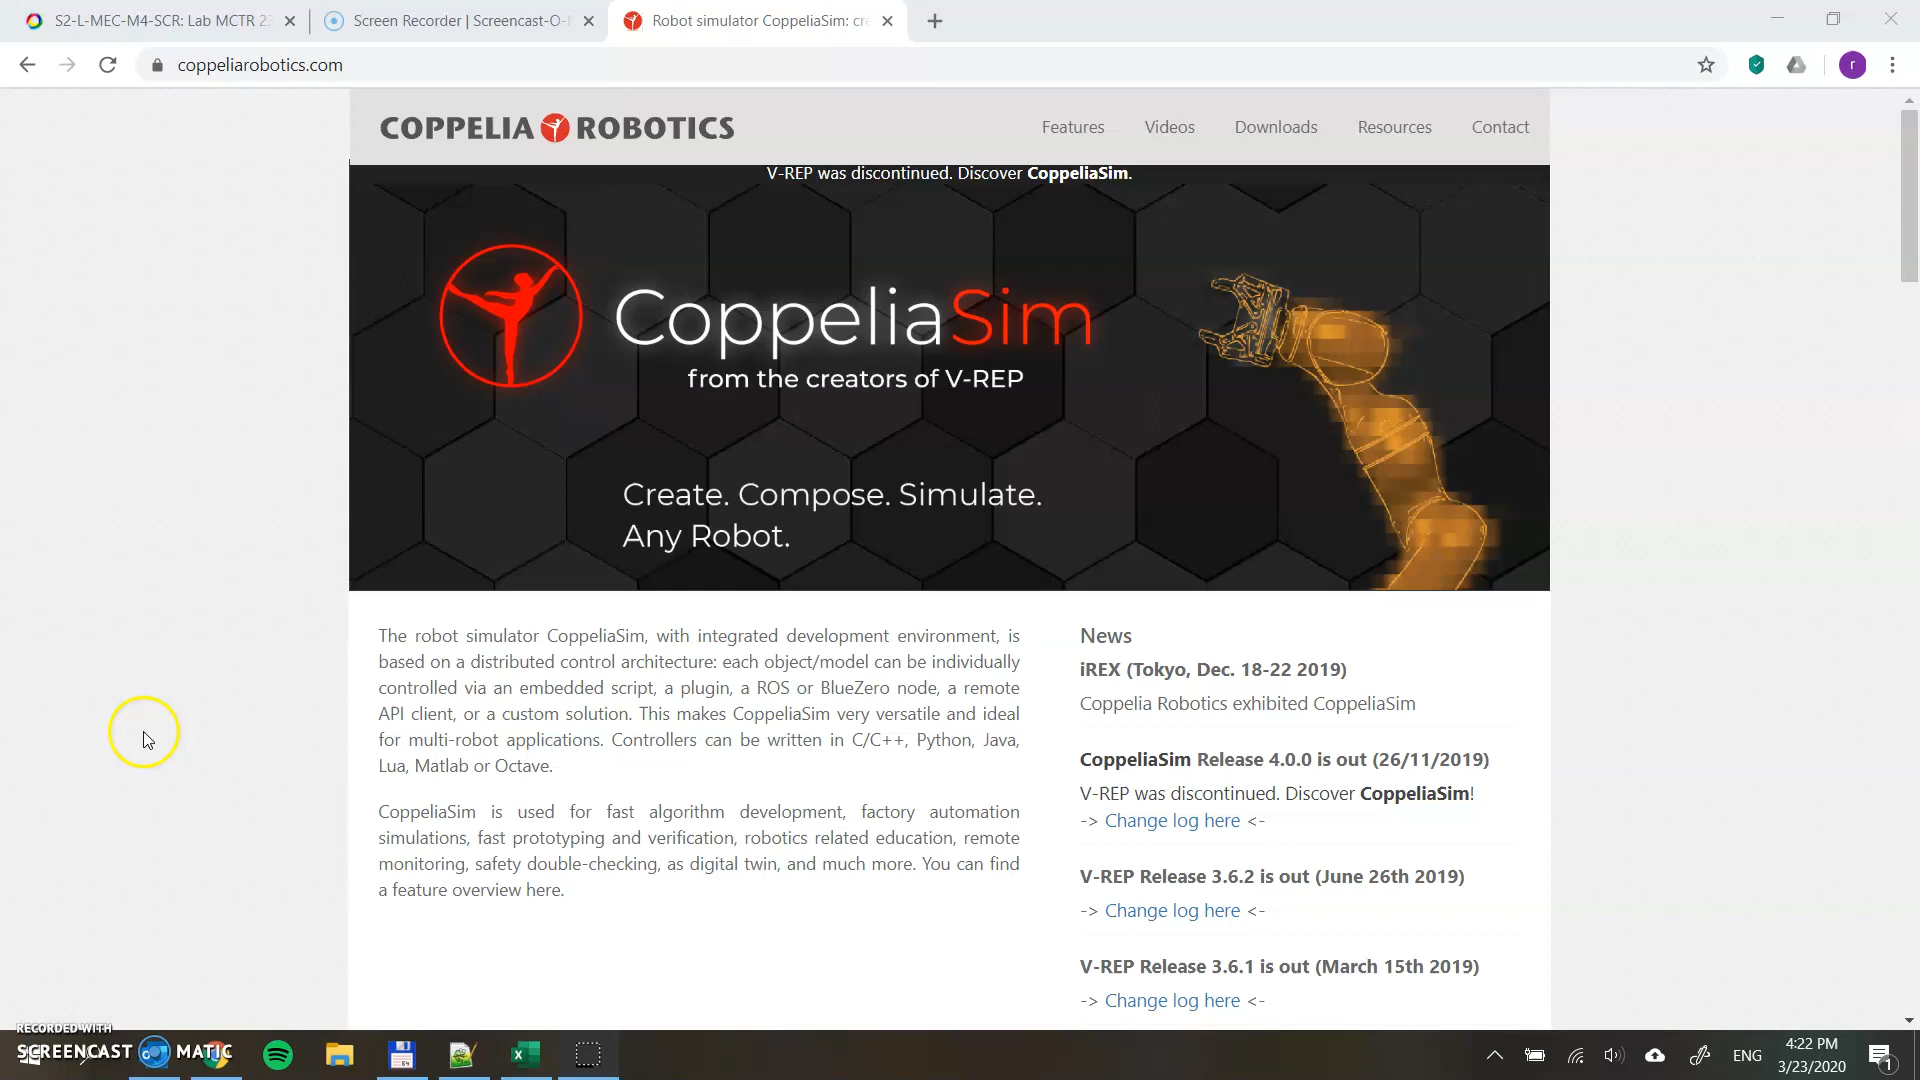 S2-L-MEC-M4-SCR: Lab MCTR 23
Screen Recorder | Screencast-O-
Robot simulator CoppeliaSim: cre
coppeliarobotics.com
r
COPPELIA ROBOTICS
Features
Videos
Downloads
Resources
Contact
V-REP was discontinued. Discover CoppeliaSim.
CoppeliaSim
from the creators of V-REP
Create. Compose. Simulate.
Any Robot.
The robot simulator CoppeliaSim, with integrated development environment, is
based on a distributed control architecture: each object/model can be individually
controlled via an embedded script, a plugin, a ROS or BlueZero node, a remote
API client, or a custom solution. This makes CoppeliaSim very versatile and ideal
for multi-robot applications. Controllers can be written in C/C++, Python, Java,
Lua, Matlab or Octave.
CoppeliaSim is used for fast algorithm development, factory automation
simulations, fast prototyping and verification, robotics related education, remote
monitoring, safety double-checking, as digital twin, and much more. You can find
a feature overview here.
News
iREX (Tokyo, Dec. 18-22 2019)
Coppelia Robotics exhibited CoppeliaSim
CoppeliaSim Release 4.0.0 is out (26/11/2019)
V-REP was discontinued. Discover CoppeliaSim!
-> Change log here <-
V-REP Release 3.6.2 is out (June 26th 2019)
-> Change log here <-
V-REP Release 3.6.1 is out (March 15th 2019)
-> Change log here <-
RECORDED WITH
SCREENCAST MATIC
64
ENG
4:22 PM
3/23/2020
1